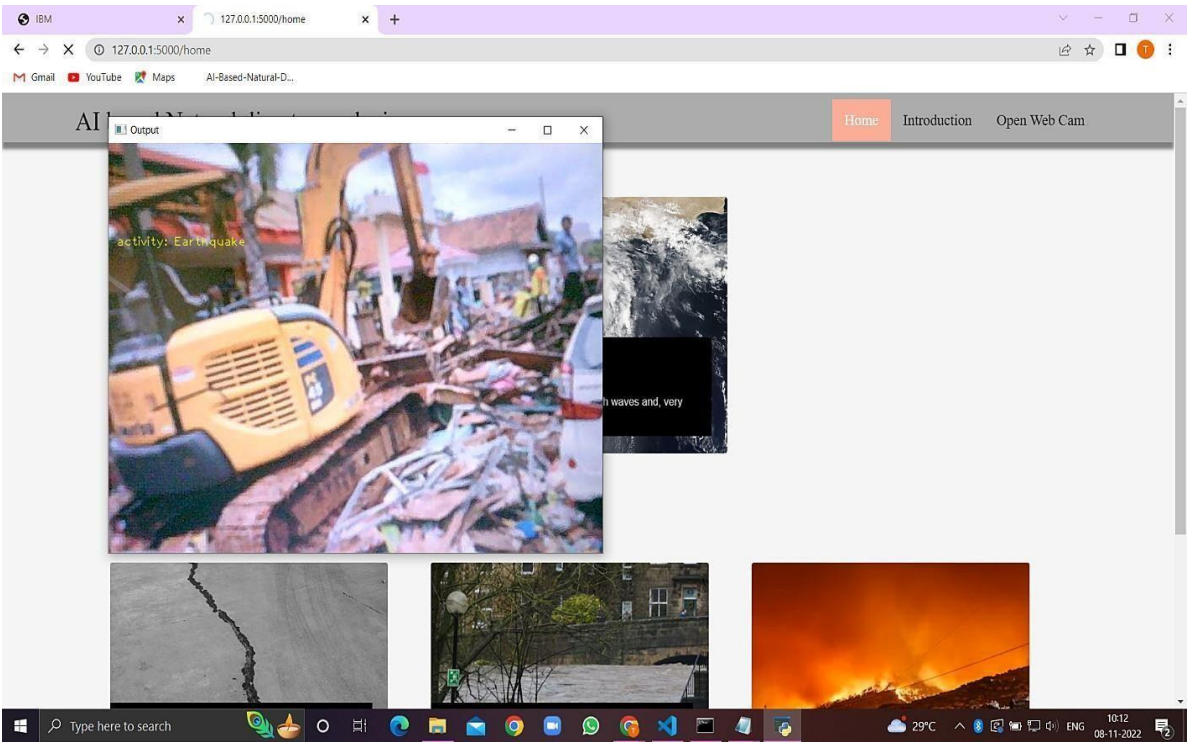 IBM
127.0.0.1:5000/home
127.0.0.1:5000/home
Gmail YouTube Maps AI-Based-Natural-D...
AI
Home Introduction Open Web Cam
Output
activity: Earthquake
h waves and, very
Type here to search
29°C ENG 10:12
08-11-2022